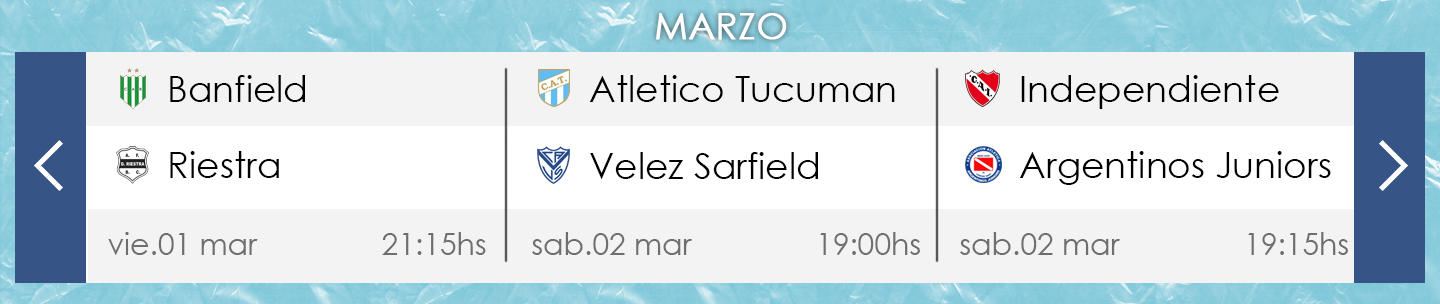 MARZO
Banfield
Riestra
vie.01 mar 21:15hs
C.A.T. Atletico Tucuman
Velez Sarfield
sab.02 mar 19:00hs
C.A.I. Independiente
Argentinos Juniors
sab.02 mar 19:15hs